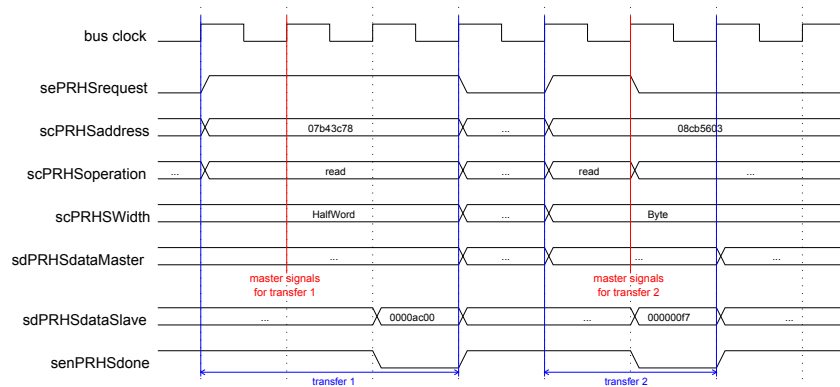 bus clock
sePRHSrequest
scPRHSaddress 07b43c78 ... 08cb5603
scPRHSoperation ... read ... read ...
scPRHSWidth HalfWord ... Byte
sdPRHSdataMaster ... ... ... ...
master signals
for transfer 1
master signals
for transfer 2
sdPRHSdataSlave ... 0000ac00 ... 000000f7 ...
senPRHSdone
transfer 1 transfer 2